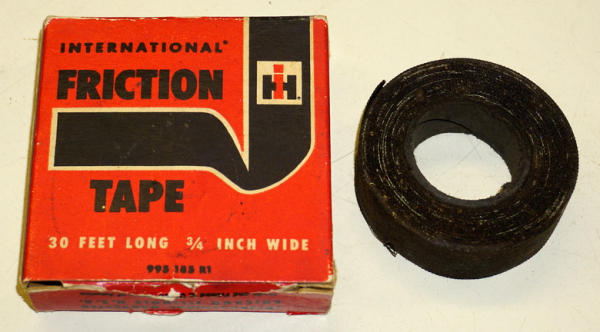 INTERNATIONAL®
FRICTION
IH®
TAPE
30 FEET LONG 3/4 INCH WIDE
995 185 R1